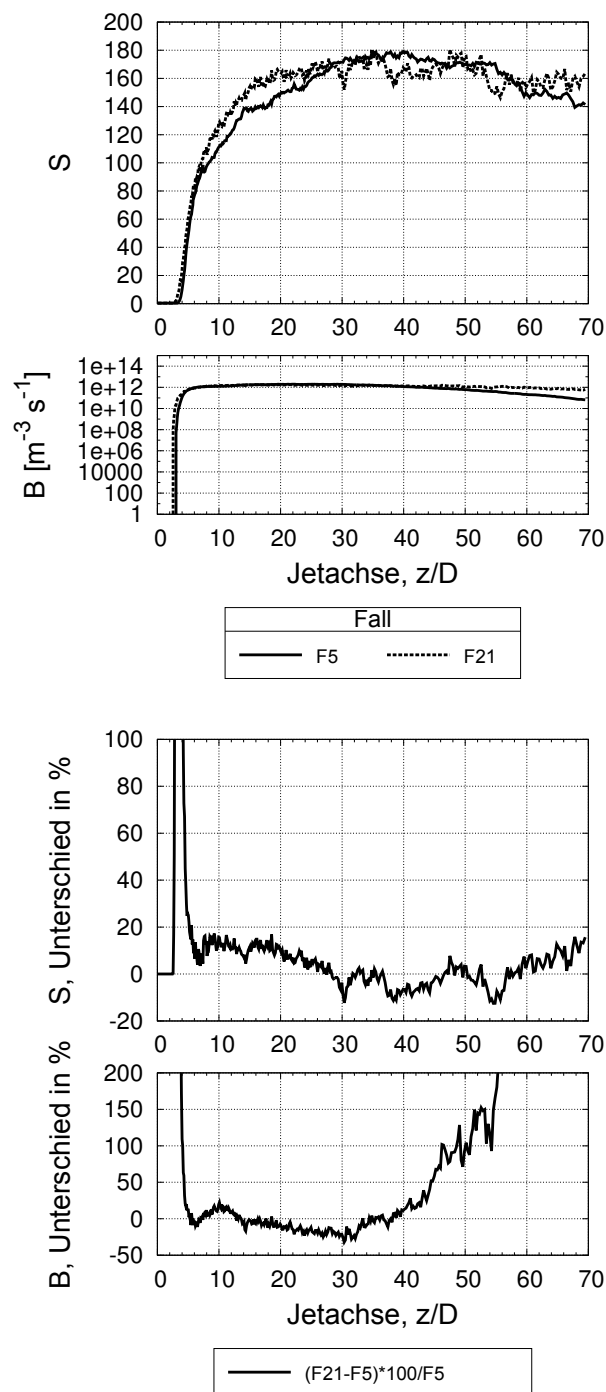 200
180
160
140
120
100
80
60
40
20
0
S
0 10 20 30 40 50 60 70
1e+14
1e+12
1e+10
1e+08
1e+06
10000
100
1
B [m⁻³ s⁻¹]
0 10 20 30 40 50 60 70
Jetachse, z/D
Fall
F5 F21
100
80
60
40
20
0
-20
S, Unterschied in %
0 10 20 30 40 50 60 70
200
150
100
50
0
-50
B, Unterschied in %
0 10 20 30 40 50 60 70
Jetachse, z/D
(F21-F5)*100/F5